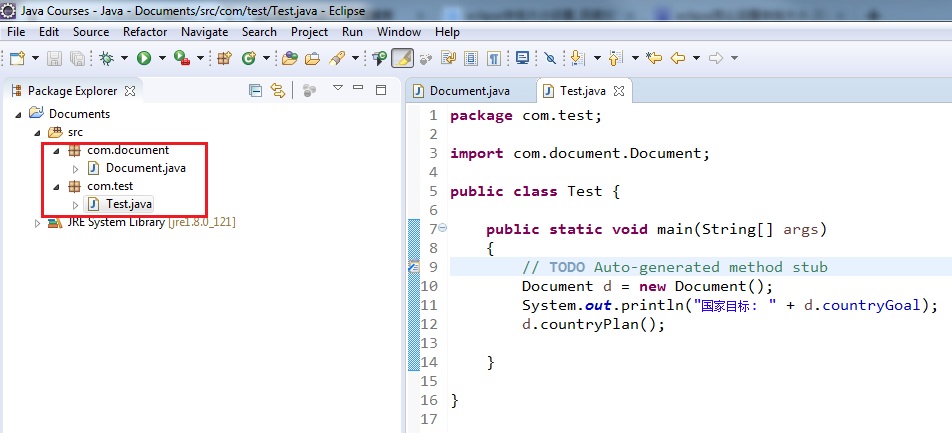 Java Courses - Java - Documents/src/com/test/Test.java - Eclipse
File Edit Source Refactor Navigate Search Project Run Window Help
Package Explorer
Documents
src
com.document
Document.java
com.test
Test.java
JRE System Library [jre1.8.0_121]
Document.java Test.java
1 package com.test;
2
3 import com.document.Document;
4
5 public class Test {
6
7 public static void main(String[] args)
8 {
9 // TODO Auto-generated method stub
10 Document d = new Document();
11 System.out.println("国家目标: " + d.countryGoal);
12 d.countryPlan();
13
14 }
15
16 }
17